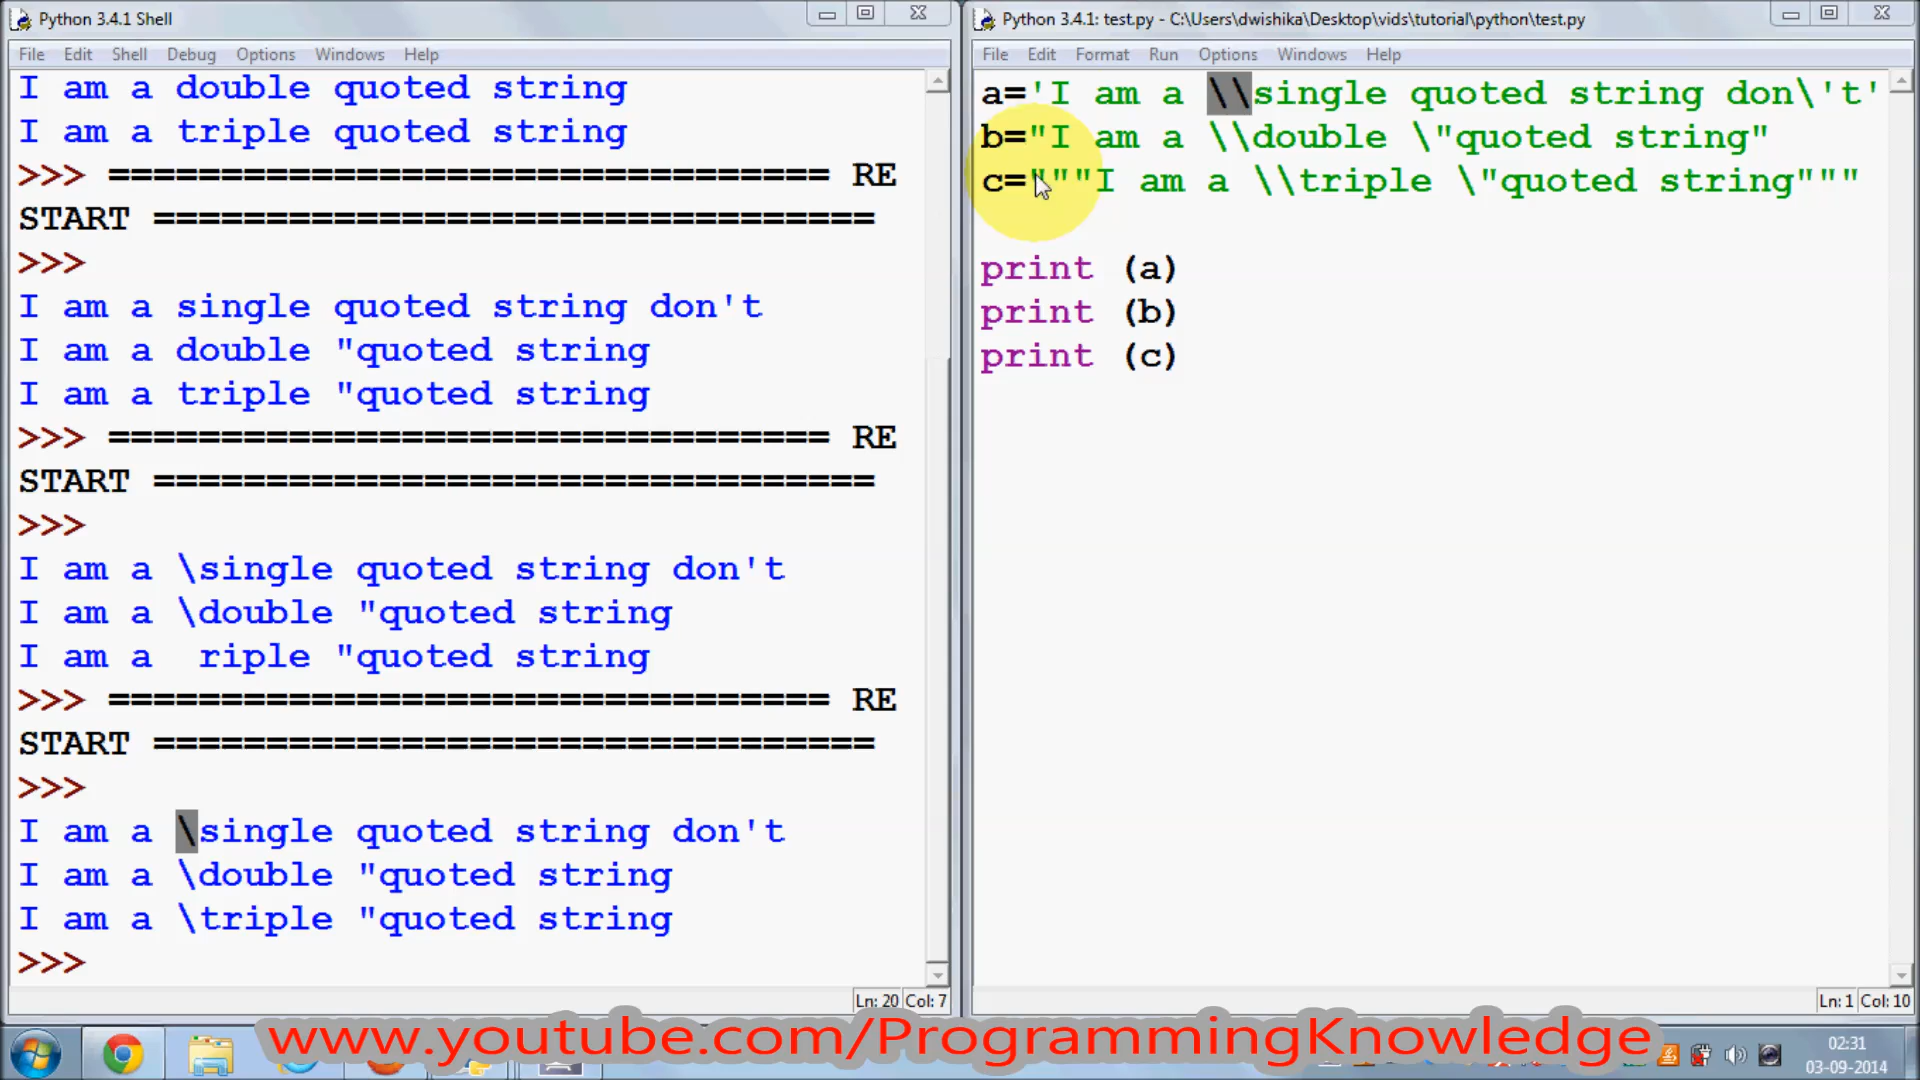 Python 3.4.1 Shell
File Edit Shell Debug Options Windows Help
I am a double quoted string
I am a triple quoted string
>>> ================================ RE
START ================================
>>>
I am a single quoted string don't
I am a double "quoted string
I am a triple "quoted string
>>> ================================ RE
START ================================
>>>
I am a \single quoted string don't
I am a \double "quoted string
I am a 	riple "quoted string
>>> ================================ RE
START ================================
>>>
I am a \single quoted string don't
I am a \double "quoted string
I am a \triple "quoted string
>>>
Ln: 20 Col: 7
Python 3.4.1: test.py - C:\Users\dwishika\Desktop\vids\tutorial\python\test.py
File Edit Format Run Options Windows Help
a='I am a \\single quoted string don\'t'
b="I am a \\double \"quoted string"
c="""I am a \\triple \"quoted string"""
print (a)
print (b)
print (c)
Ln: 1 Col: 10
www.youtube.com/ProgrammingKnowledge
02:31
03-09-2014